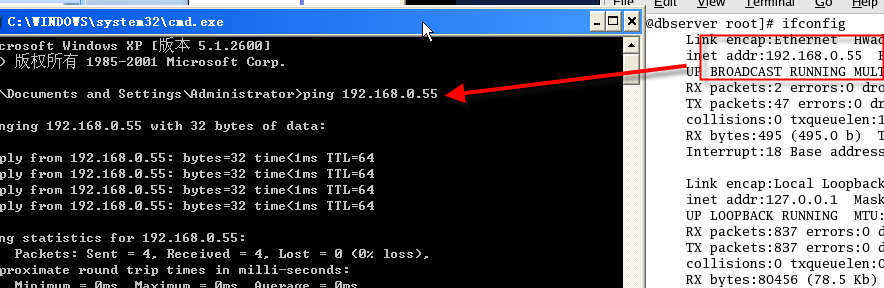 C:\WINDOWS\system32\cmd.exe
crosoft Windows XP [版本 5.1.2600]
> 版权所有 1985-2001 Microsoft Corp.
\Documents and Settings\Administrator>ping 192.168.0.55
nging 192.168.0.55 with 32 bytes of data:
ply from 192.168.0.55: bytes=32 time<1ms TTL=64
ply from 192.168.0.55: bytes=32 time<1ms TTL=64
ply from 192.168.0.55: bytes=32 time<1ms TTL=64
ply from 192.168.0.55: bytes=32 time<1ms TTL=64
ng statistics for 192.168.0.55:
Packets: Sent = 4, Received = 4, Lost = 0 (0% loss),
proximate round trip times in milli-seconds:
Minimum = 0ms, Maximum = 0ms, Average = 0ms
File Edit View Terminal Go Help
@dbserver root]# ifconfig
Link encap:Ethernet HWad
inet addr:192.168.0.55 B
UP BROADCAST RUNNING MULT
RX packets:2 errors:0 dro
TX packets:47 errors:0 dr
collisions:0 txqueuelen:1
RX bytes:495 (495.0 b) T
Interrupt:18 Base address
Link encap:Local Loopback
inet addr:127.0.0.1 Mask
UP LOOPBACK RUNNING MTU:
RX packets:837 errors:0 d
TX packets:837 errors:0 d
collisions:0 txqueuelen:0
RX bytes:80456 (78.5 Kb)